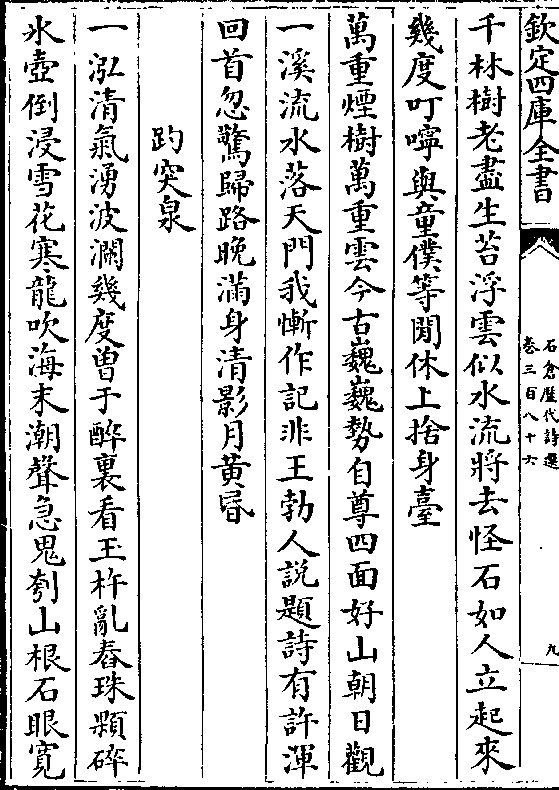 欽定四庫全書
石倉歷代詩選
卷三百八十六
九
千林樹老盡生苔浮雲似水流將去怪石如人立起來
幾度叮嚀與童僕等閒休上捨身臺
萬重煙樹萬重雲今古巍巍勢自尊四面好山朝日觀
一溪流水落天門我慚作記非王勃人說題詩有許渾
回首忽驚歸路晚滿身清影月黃昏
趵突泉
一泓清氣湧波瀾幾度曽于醉裏看玉杵亂舂珠顆碎
氷壺倒浸雪花寒龍吹海末潮聲急鬼刳山根石眼寛